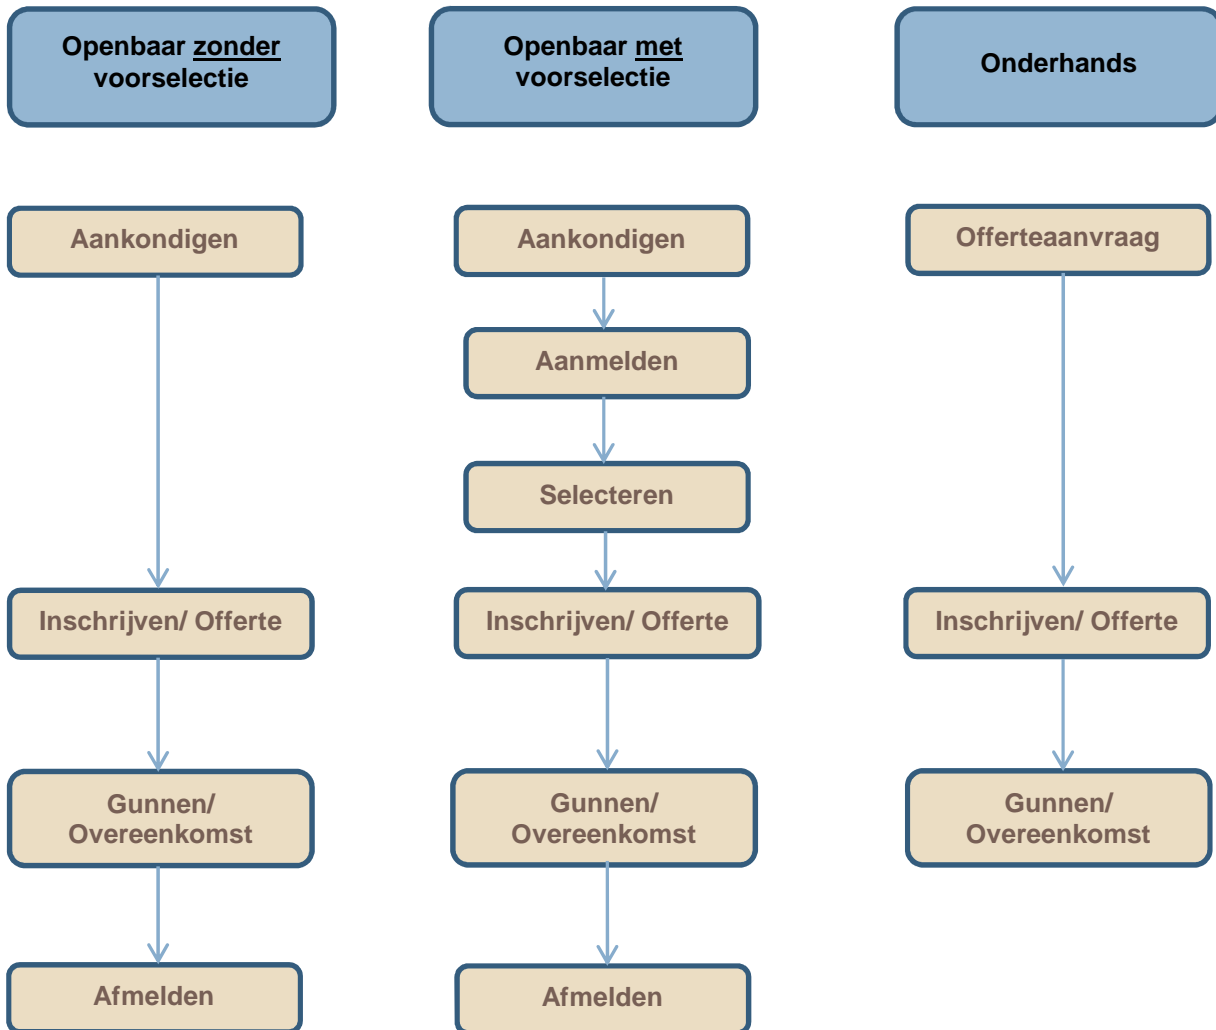 Openbaar zonder
voorselectie
Openbaar met
voorselectie
Onderhands
Aankondigen
Aankondigen
Offerteaanvraag
Aanmelden
Selecteren
Inschrijven/ Offerte
Inschrijven/ Offerte
Inschrijven/ Offerte
Gunnen/
Overeenkomst
Gunnen/
Overeenkomst
Gunnen/
Overeenkomst
Afmelden
Afmelden